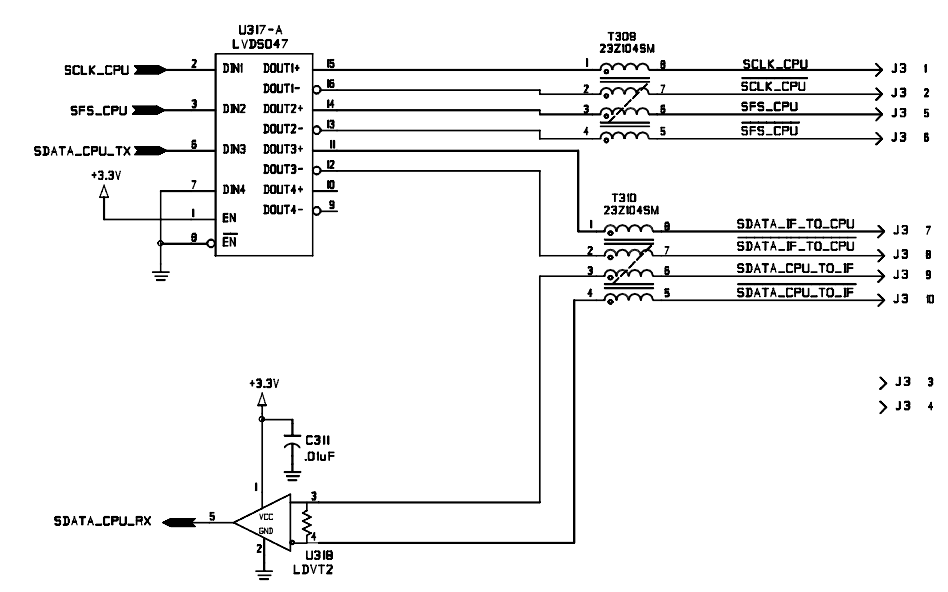 U317-A
LVDS047
SCLK_CPU 2 DIN1 DOUT1+ 15
DOUT1- 16
SFS_CPU 3 DIN2 DOUT2+ 14
DOUT2- 13
SDATA_CPU_TX 6 DIN3 DOUT3+ 11
DOUT3- 12
+3.3V
7 DIN4 DOUT4+ 10
DOUT4- 9
1 EN
8 EN
T309
23Z104SM
1 8 SCLK_CPU J3 1
2 7 SCLK_CPU J3 2
3 6 SFS_CPU J3 5
4 5 SFS_CPU J3 6
T310
23Z104SM
1 8 SDATA_IF_TO_CPU J3 7
2 7 SDATA_IF_TO_CPU J3 8
3 6 SDATA_CPU_TO_IF J3 9
4 5 SDATA_CPU_TO_IF J3 10
J3 3
J3 4
+3.3V
C311
.01uF
1
3
VCC
SDATA_CPU_RX 5
GND
4
2
U318
LDVT2